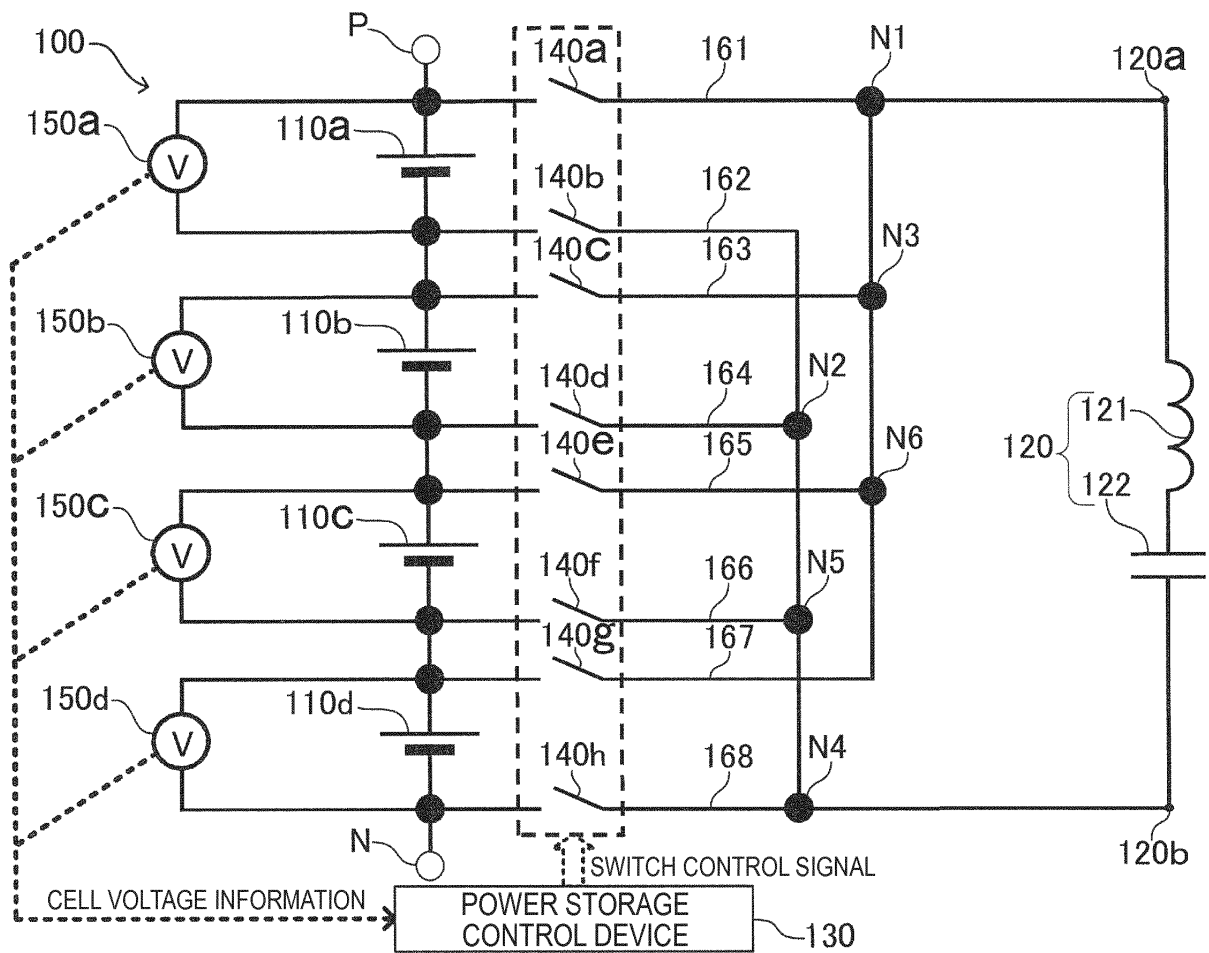 P
100
140a
161
N1
120a
150a
V
110a
140b
162
140c
163
N3
150b
V
110b
140d
164
N2
121
140e
165
N6
120
122
150c
V
110c
140f
166
N5
140g
167
150d
V
110d
140h
168
N4
N
120b
SWITCH CONTROL SIGNAL
CELL VOLTAGE INFORMATION
POWER STORAGE
CONTROL DEVICE
130